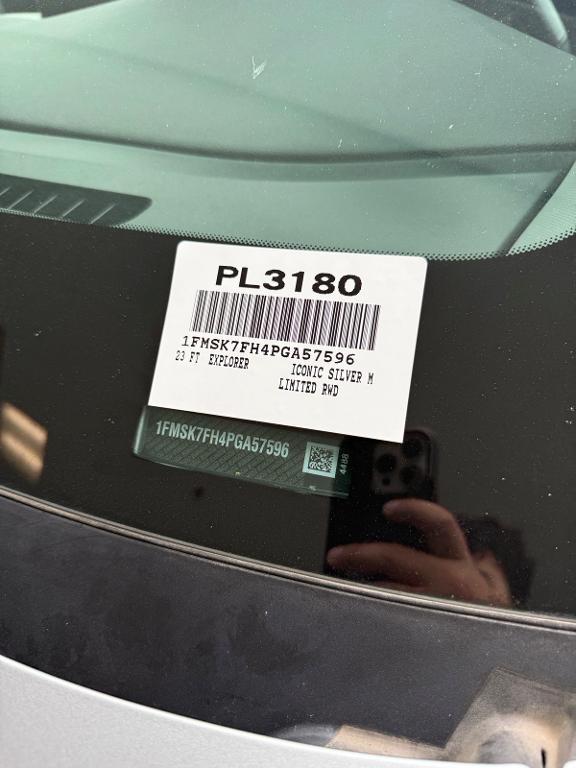 PL3180
1FMSK7FH4PGA57596
23 FT EXPLORER ICONIC SILVER M
LIMITED RWD
1FMSK7FH4PGA57596
4488